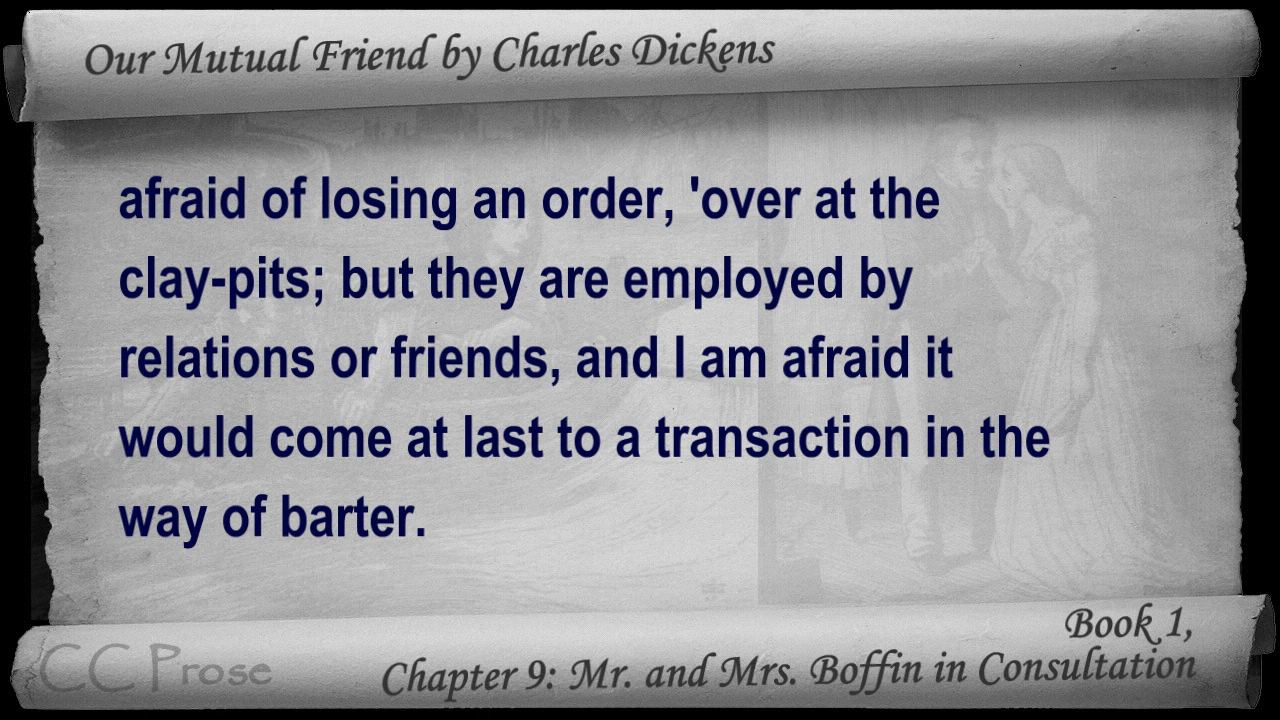 Our Mutual Friend by Charles Dickens
afraid of losing an order, 'over at the
clay-pits; but they are employed by
relations or friends, and I am afraid it
would come at last to a transaction in the
way of barter.
Book 1,
Chapter 9: Mr. and Mrs. Boffin in Consultation
CC Prose